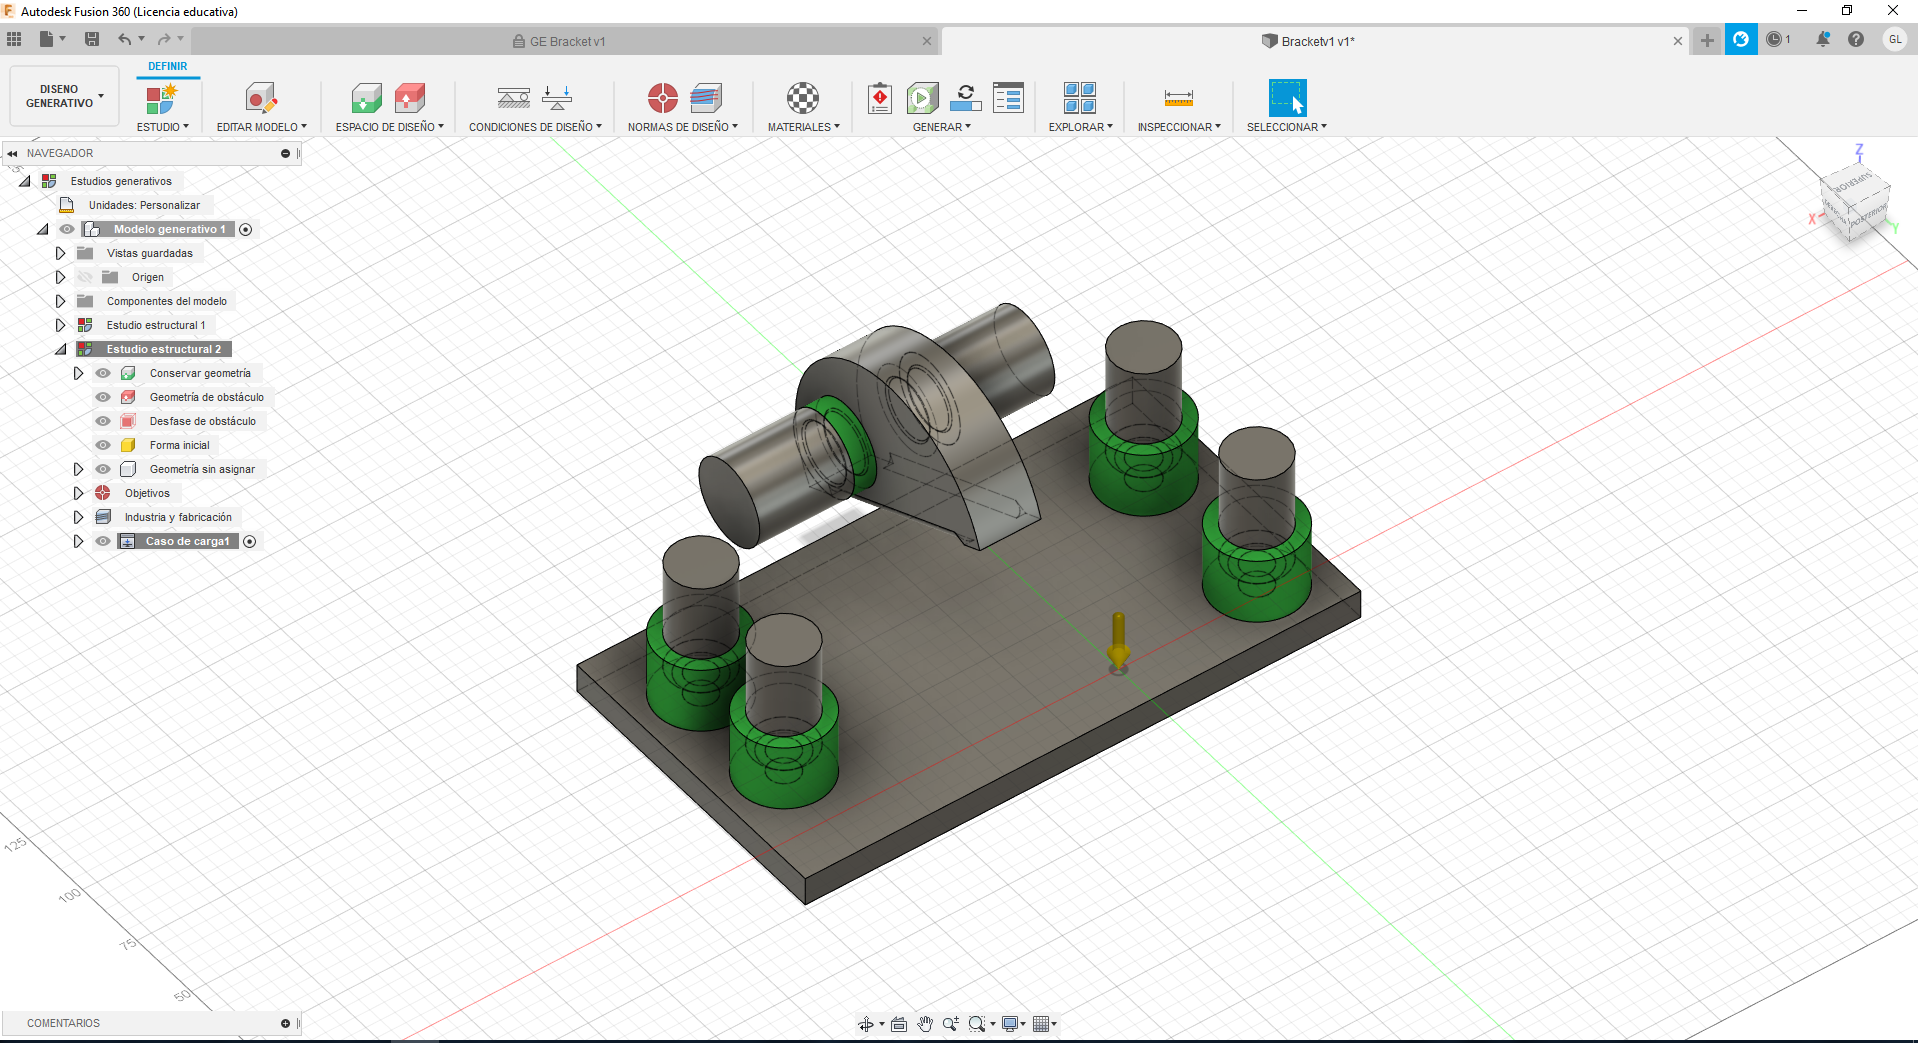 Autodesk Fusion 360 (Licencia educativa)
GE Bracket v1
Bracketv1 v1*
1
GL
DISEÑO GENERATIVO
DEFINIR
ESTUDIO
EDITAR MODELO
ESPACIO DE DISEÑO
CONDICIONES DE DISEÑO
NORMAS DE DISEÑO
MATERIALES
GENERAR
EXPLORAR
INSPECCIONAR
SELECCIONAR
NAVEGADOR
Estudios generativos
Unidades: Personalizar
Modelo generativo 1
Vistas guardadas
Origen
Componentes del modelo
Estudio estructural 1
Estudio estructural 2
Conservar geometría
Geometría de obstáculo
Desfase de obstáculo
Forma inicial
Geometría sin asignar
Objetivos
Industria y fabricación
Caso de carga1
Z
SUPERIOR
DERECHA
POSTERIOR
X
Y
125
100
75
50
COMENTARIOS